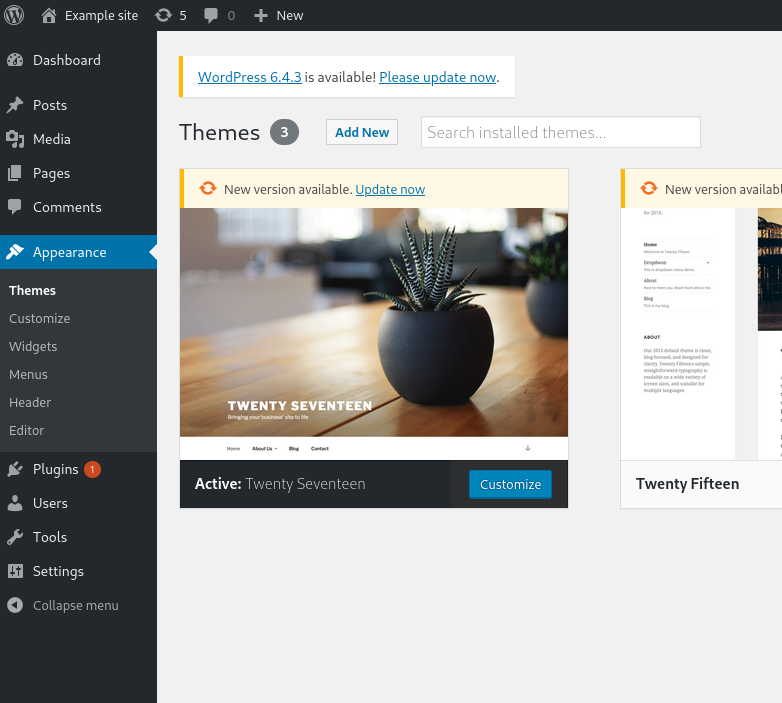 Example site 5 0 New
Dashboard
Posts
Media
Pages
Comments
Appearance
Themes
Customize
Widgets
Menus
Header
Editor
Plugins 1
Users
Tools
Settings
Collapse menu
WordPress 6.4.3 is available! Please update now.
Themes 3 Add New Search installed themes...
New version available. Update now
TWENTY SEVENTEEN
Bringing your business' site to life
Home About Us Blog Contact
Active: Twenty Seventeen Customize
New version availabl
for 2015.
Home
Welcome to Twenty Fifteen
Dropdown
This is dropdown menu demo.
About
Nice to meet you. Read more about me.
Blog
This is my blog.
ABOUT
Our 2015 default theme is clean,
blog-focused, and designed for
clarity. Twenty Fifteen's simple,
straightforward typography is
readable on a wide variety of
screen sizes, and suitable for
multiple languages.
Twenty Fifteen